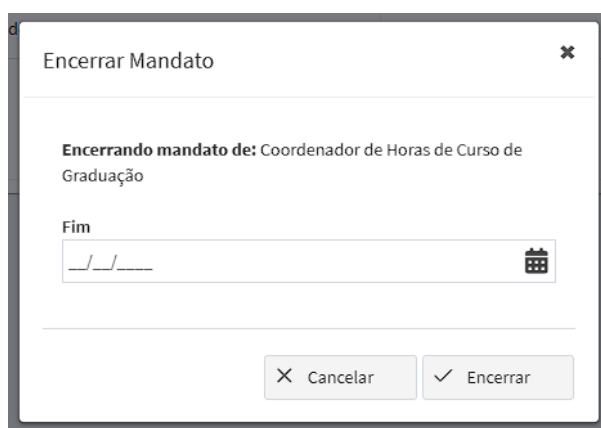 Encerrar Mandato
Encerrando mandato de: Coordenador de Horas de Curso de
Graduação
Fim
__/__/____
Cancelar
Encerrar